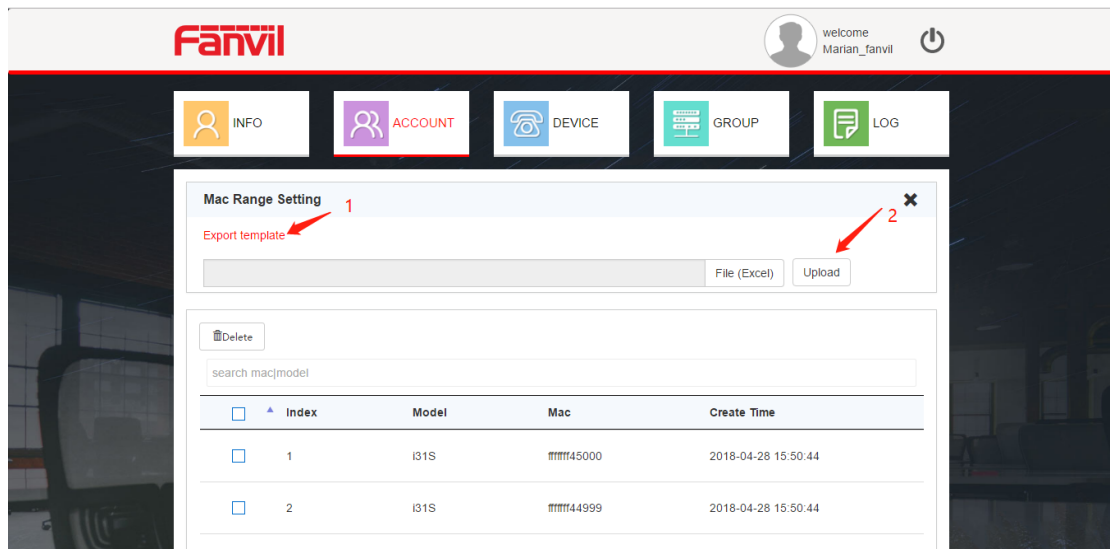 Fanvil
welcome
Marian_fanvil
INFO
ACCOUNT
DEVICE
GROUP
LOG
Mac Range Setting
1
2
Export template
File (Excel)
Upload
Delete
search mac|model
Index Model Mac Create Time
1 i31S ffffff45000 2018-04-28 15:50:44
2 i31S ffffff44999 2018-04-28 15:50:44